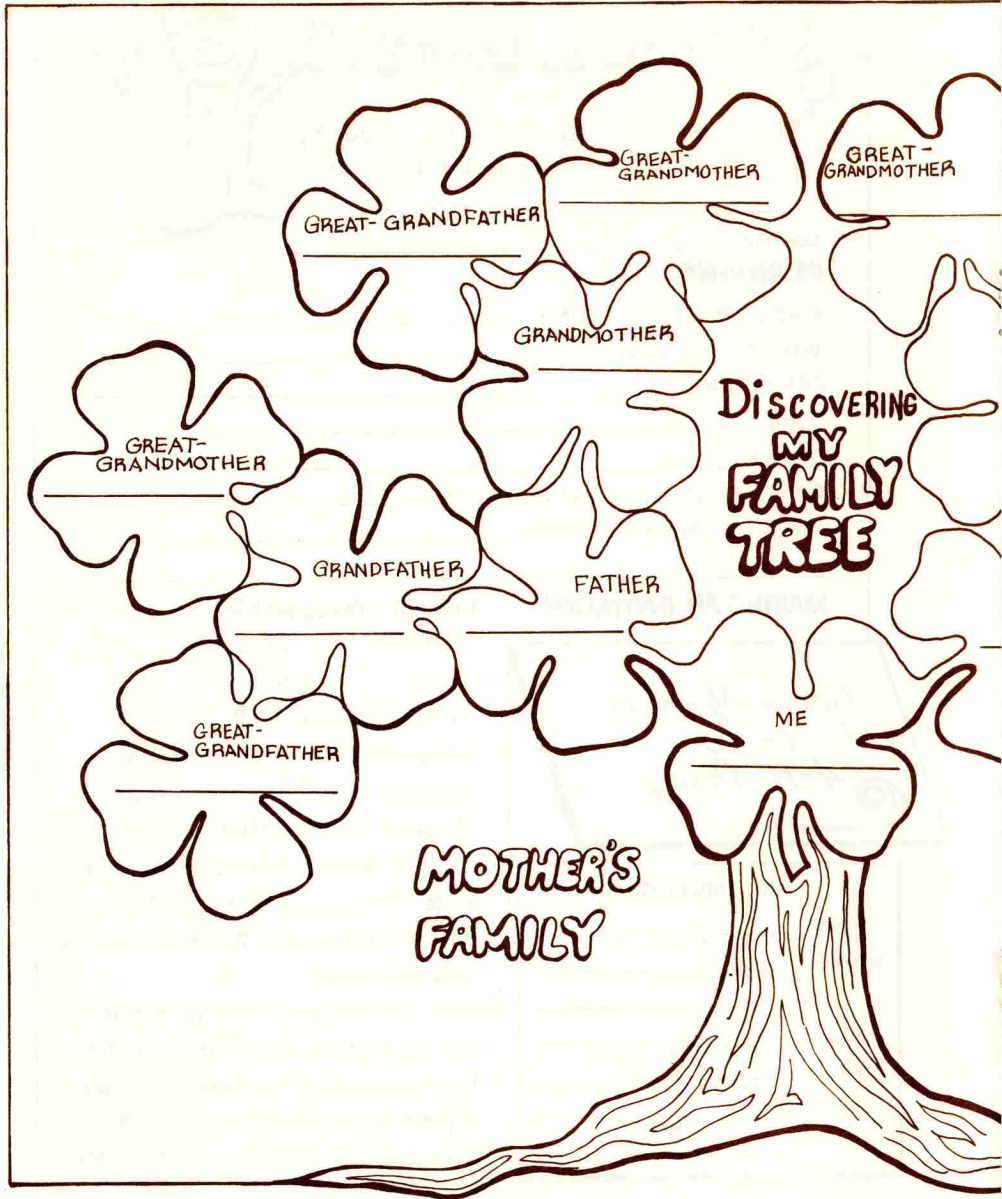 GREAT-
GRANDMOTHER
GREAT-
GRANDMOTHER
GREAT-GRANDFATHER
GRANDMOTHER
DISCOVERING
MY
FAMILY
TREE
GREAT-
GRANDMOTHER
GRANDFATHER
FATHER
ME
GREAT-
GRANDFATHER
MOTHER'S
FAMILY